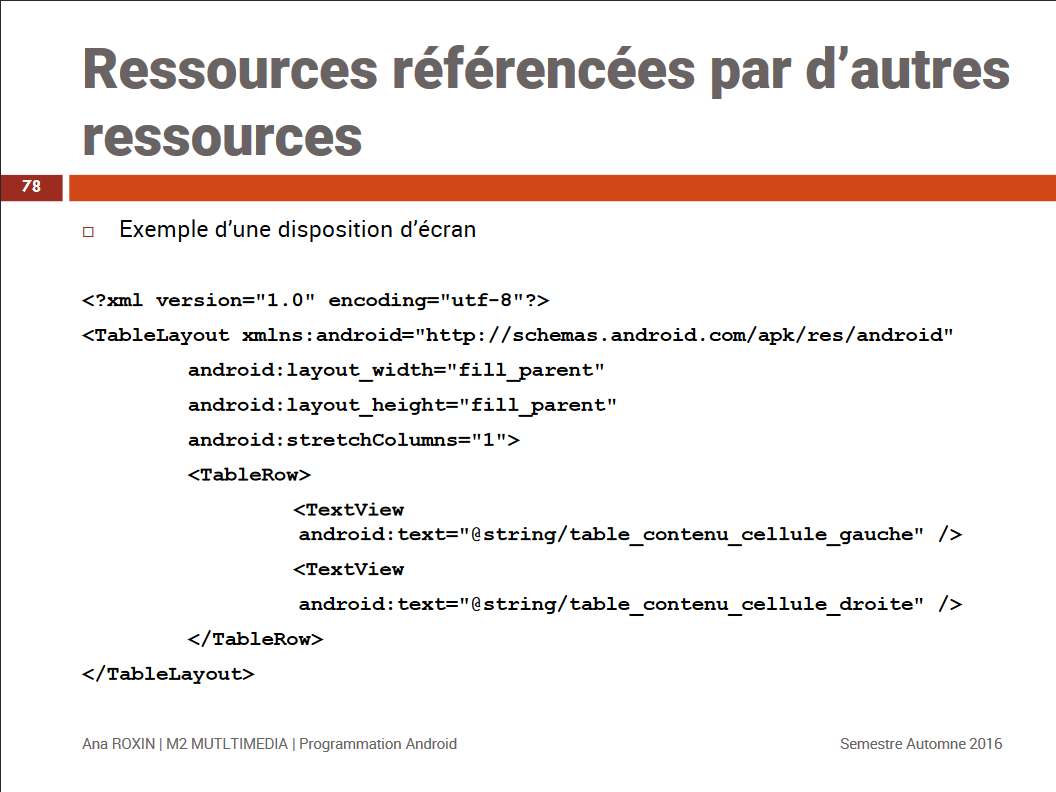 Ressources référencées par d’autres
ressources
78
Exemple d’une disposition d’écran
<?xml version="1.0" encoding="utf-8"?>
<TableLayout xmlns:android="http://schemas.android.com/apk/res/android"
android:layout_width="fill_parent"
android:layout_height="fill_parent"
android:stretchColumns="1">
<TableRow>
<TextView
android:text="@string/table_contenu_cellule_gauche" />
<TextView
android:text="@string/table_contenu_cellule_droite" />
</TableRow>
</TableLayout>
Ana ROXIN | M2 MUTLTIMEDIA | Programmation Android
Semestre Automne 2016